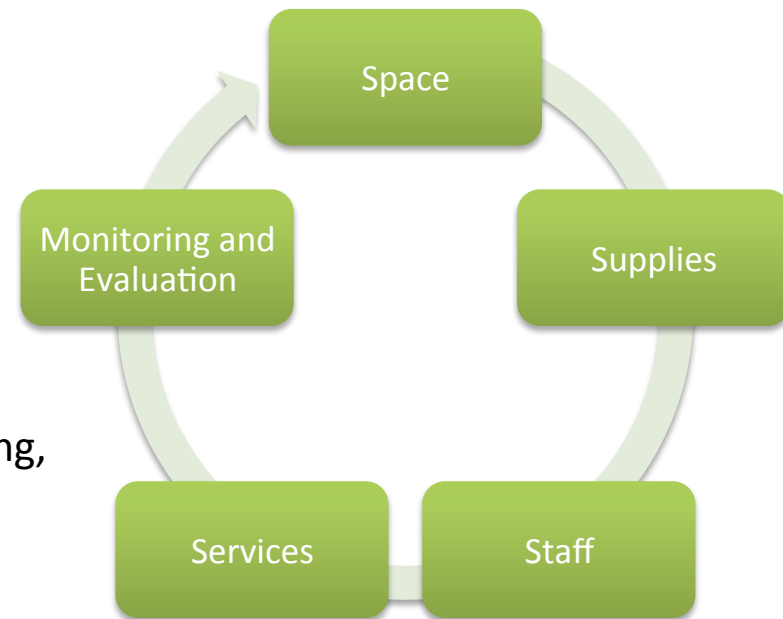 Space
Supplies
Staff
Services
Monitoring and
Evaluation
ng,